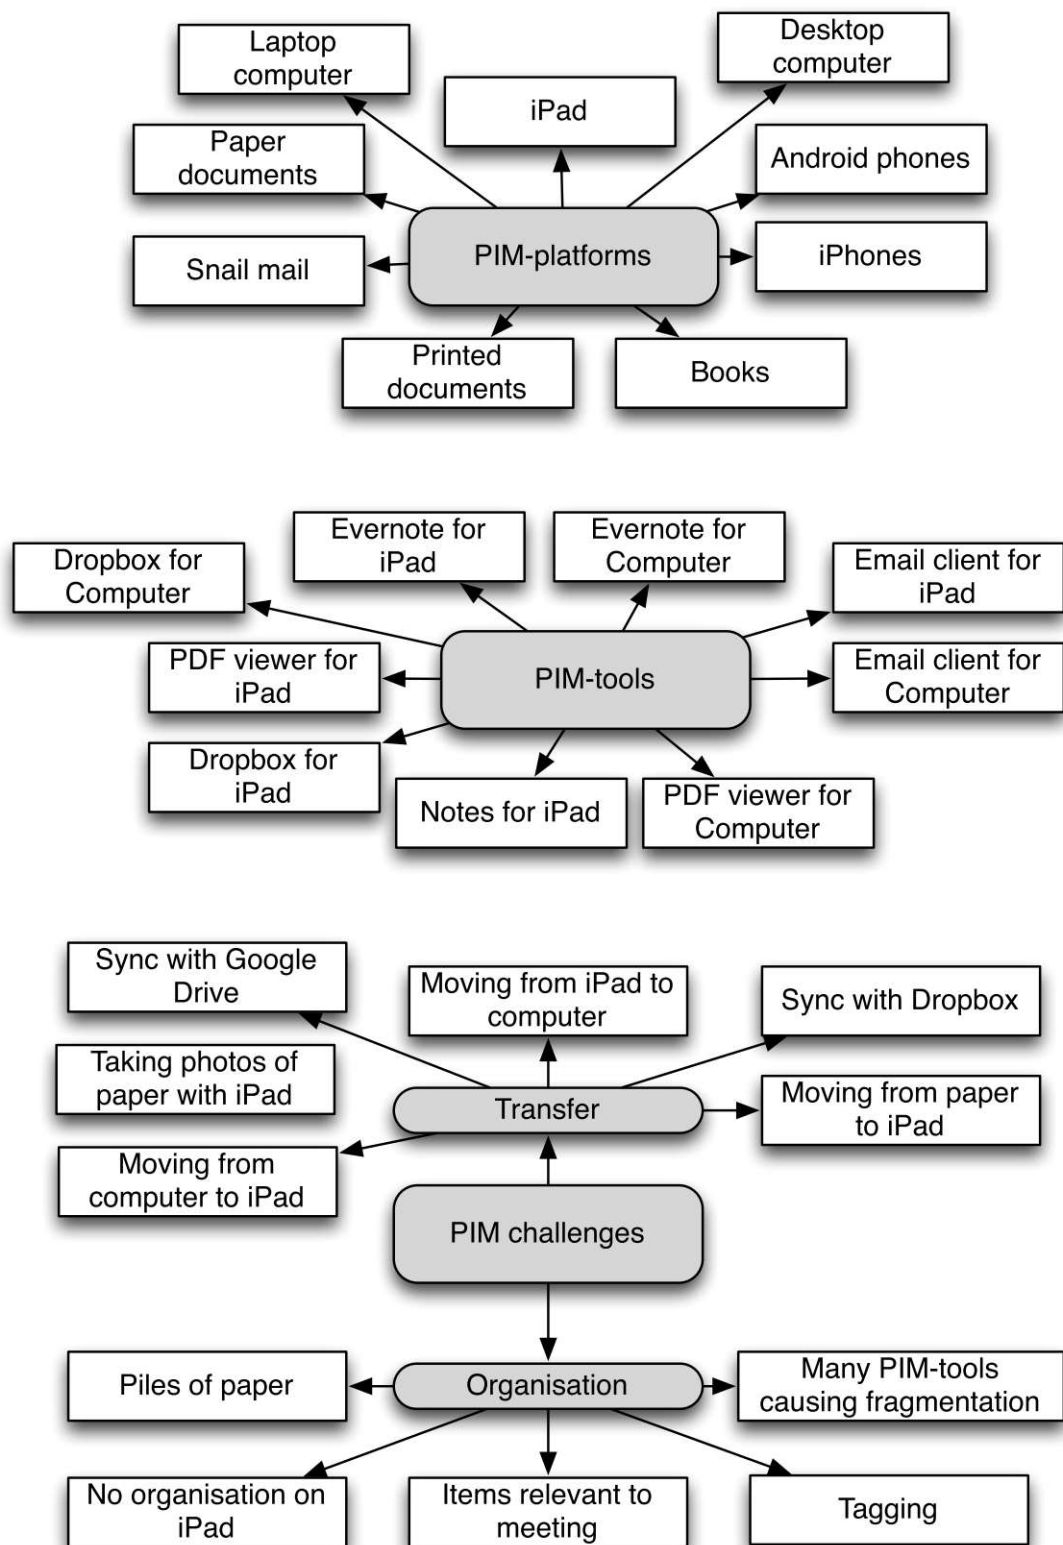 Laptop
computer
iPad
Desktop
computer
Paper
documents
Android phones
Snail mail
PIM-platforms
iPhones
Printed
documents
Books
Dropbox for
Computer
Evernote for
iPad
Evernote for
Computer
Email client for
iPad
PDF viewer for
iPad
PIM-tools
Email client for
Computer
Dropbox for
iPad
Notes for iPad
PDF viewer for
Computer
Sync with Google
Drive
Moving from iPad to
computer
Sync with Dropbox
Taking photos of
paper with iPad
Transfer
Moving from paper
to iPad
Moving from
computer to iPad
PIM challenges
Piles of paper
Organisation
Many PIM-tools
causing fragmentation
No organisation on
iPad
Items relevant to
meeting
Tagging